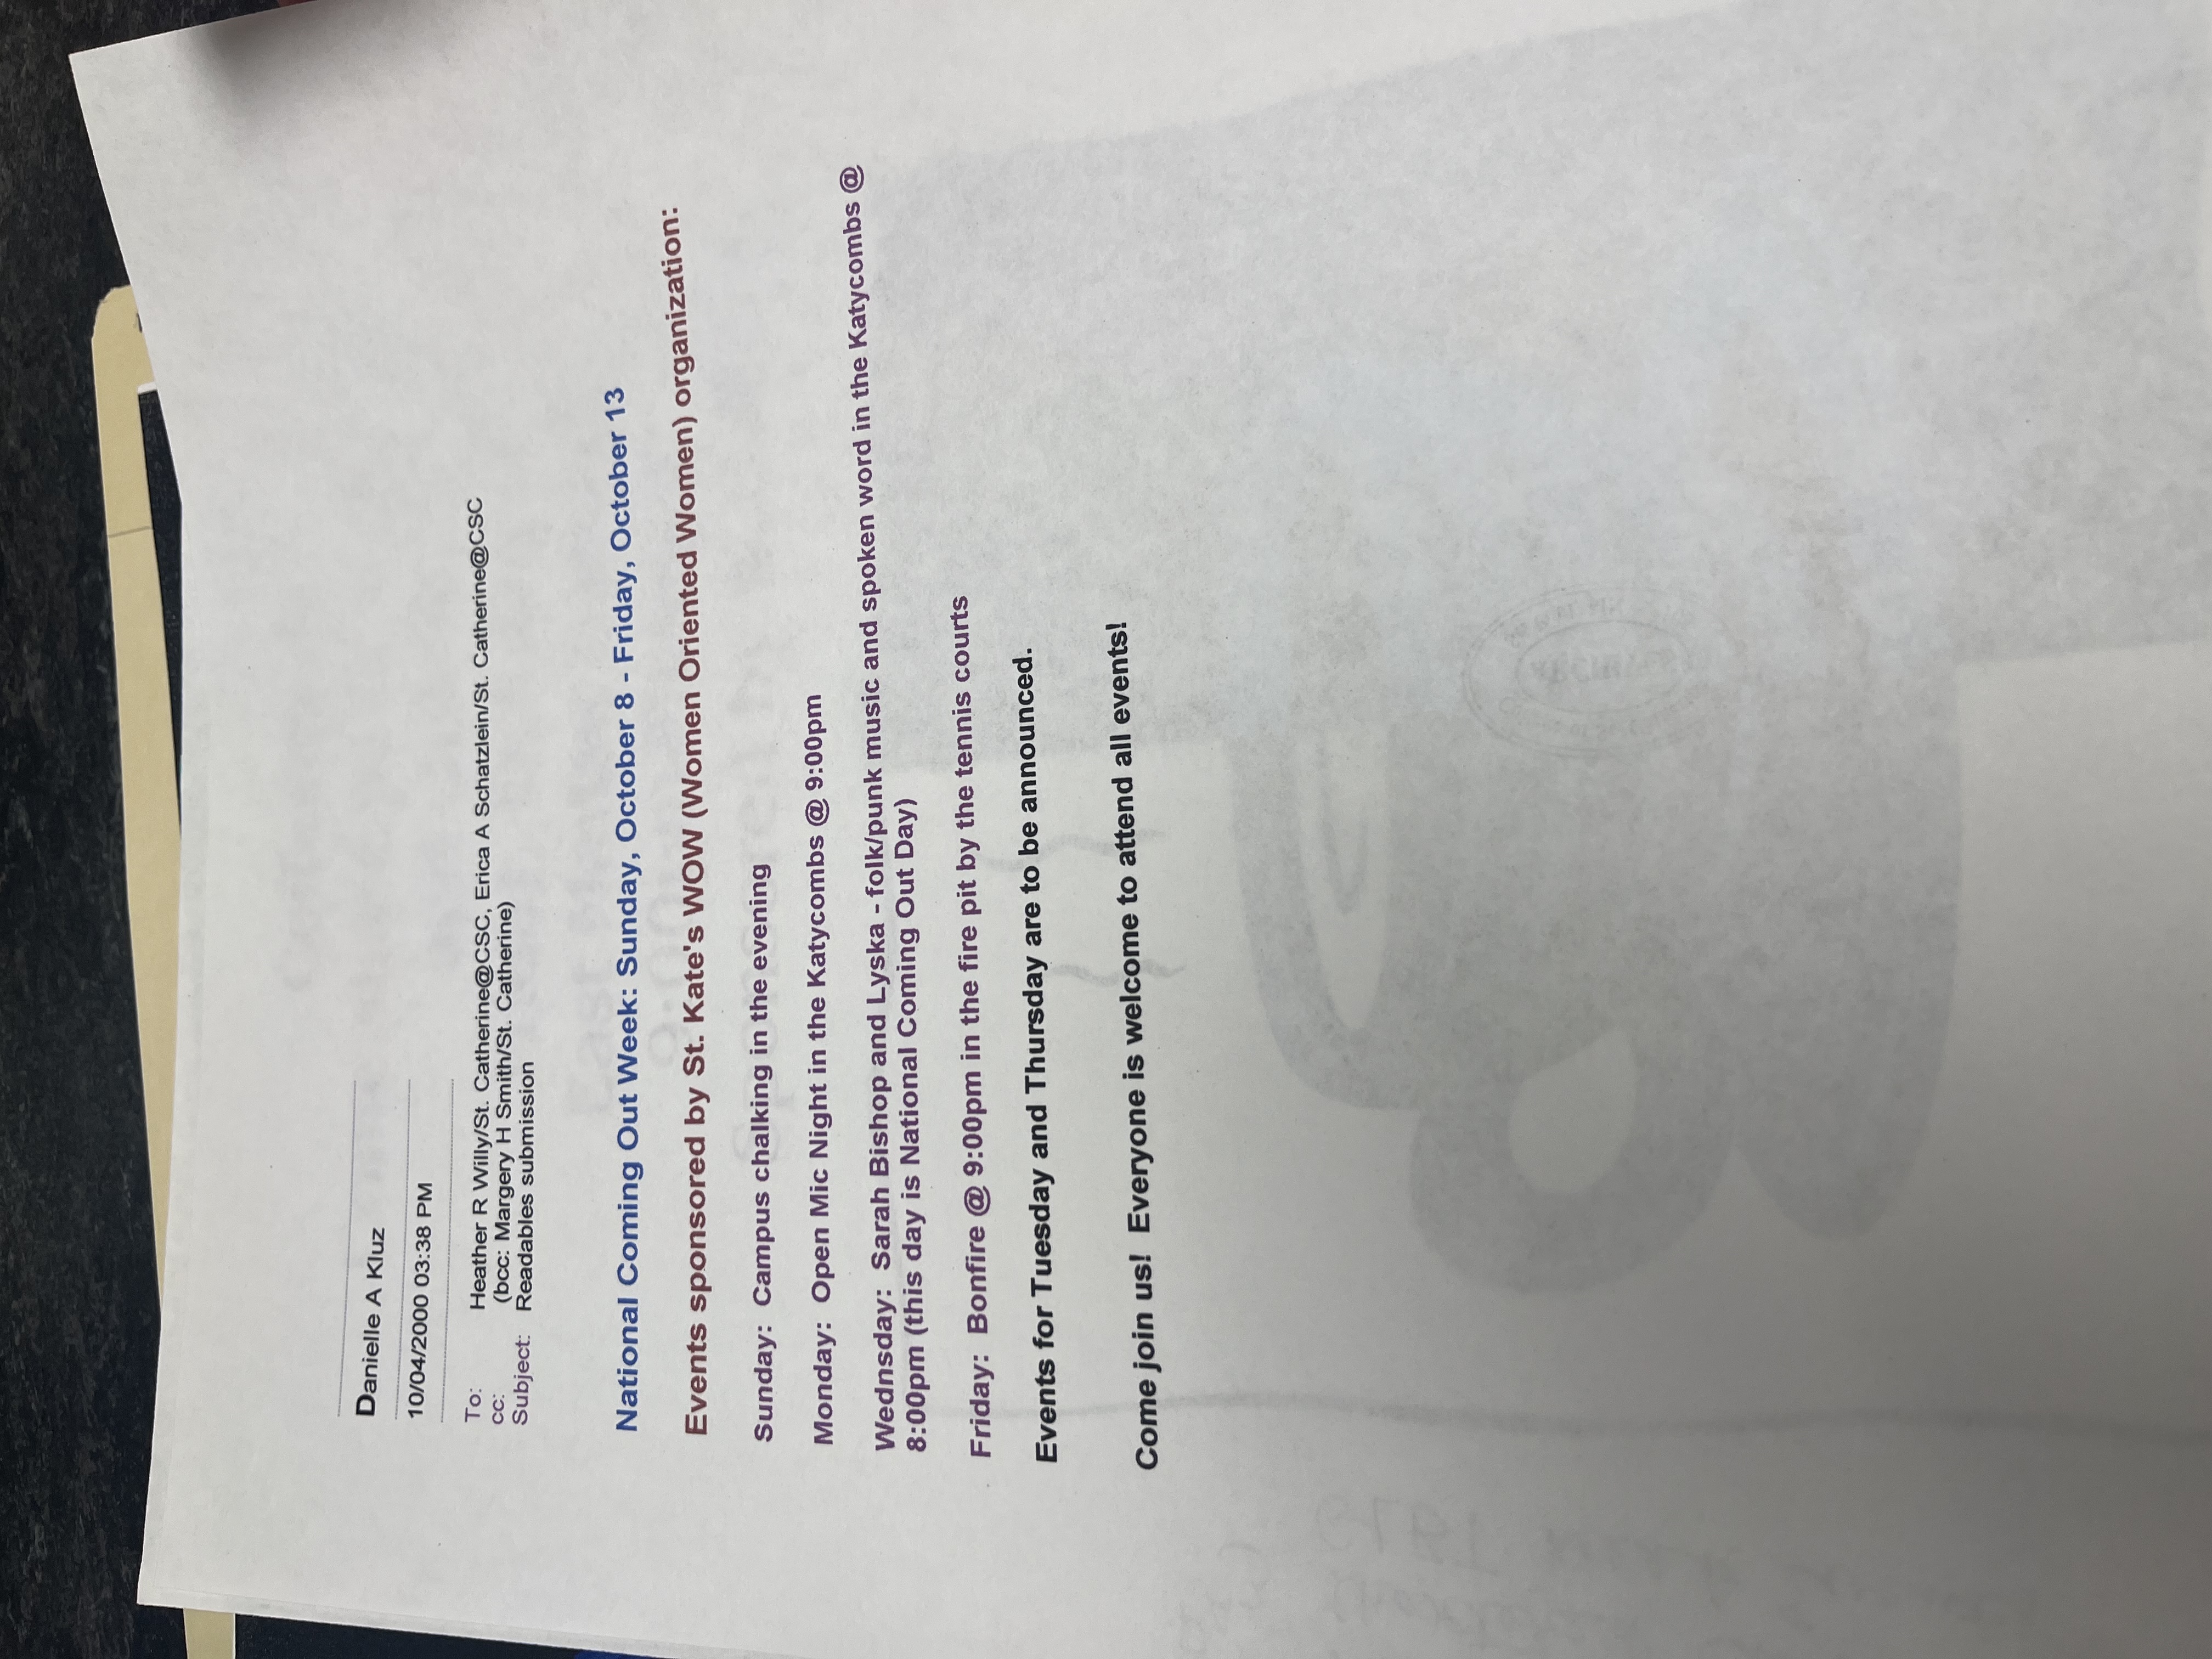 Danielle A Kluz
10/04/2000 03:38 PM
To: Heather R Willy/St. Catherine@CSC, Erica A Schatzlein/St. Catherine@CSC
cc: (bcc: Margery H Smith/St. Catherine)
Subject: Readables submission
National Coming Out Week: Sunday, October 8 - Friday, October 13
Events sponsored by St. Kate's WOW (Women Oriented Women) organization:
Sunday: Campus chalking in the evening
Monday: Open Mic Night in the Katycombs @ 9:00pm
Wednsday: Sarah Bishop and Lyska - folk/punk music and spoken word in the Katycombs @
8:00pm (this day is National Coming Out Day)
Friday: Bonfire @ 9:00pm in the fire pit by the tennis courts
Events for Tuesday and Thursday are to be announced.
Come join us! Everyone is welcome to attend all events!